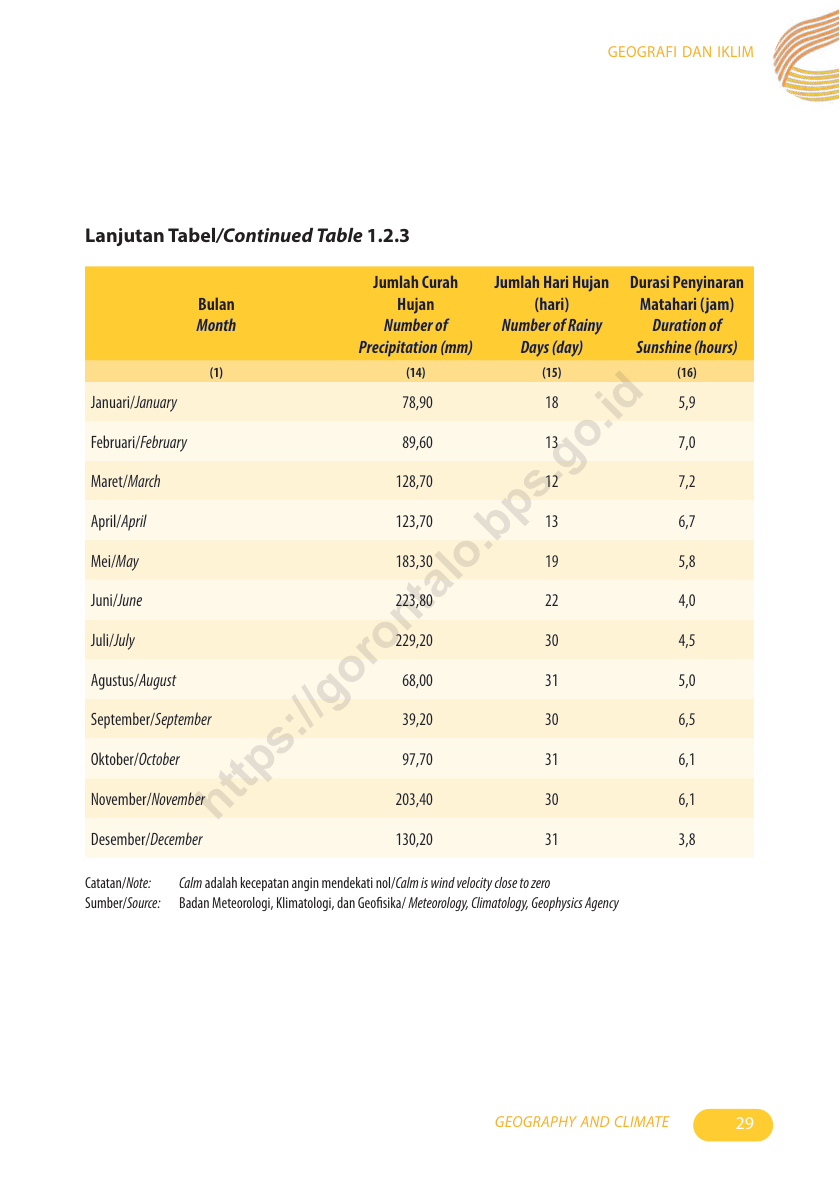 GEOGRAFI DAN IKLIM
Lanjutan Tabel/Continued Table 1.2.3
Bulan
Month
Jumlah Curah
Hujan
Number of
Precipitation (mm)
Jumlah Hari Hujan
(hari)
Number of Rainy
Days (day)
Durasi Penyinaran
Matahari (jam)
Duration of
Sunshine (hours)
(1) (14) (15) (16)
Januari/January 78,90 18 5,9
Februari/February 89,60 13 7,0
Maret/March 128,70 12 7,2
April/April 123,70 13 6,7
Mei/May 183,30 19 5,8
Juni/June 223,80 22 4,0
Juli/July 229,20 30 4,5
Agustus/August 68,00 31 5,0
September/September 39,20 30 6,5
Oktober/October 97,70 31 6,1
November/November 203,40 30 6,1
Desember/December 130,20 31 3,8
Catatan/Note: Calm adalah kecepatan angin mendekati nol/Calm is wind velocity close to zero
Sumber/Source: Badan Meteorologi, Klimatologi, dan Geofisika/ Meteorology, Climatology, Geophysics Agency
https://gorontalo.bps.go.id
GEOGRAPHY AND CLIMATE 29